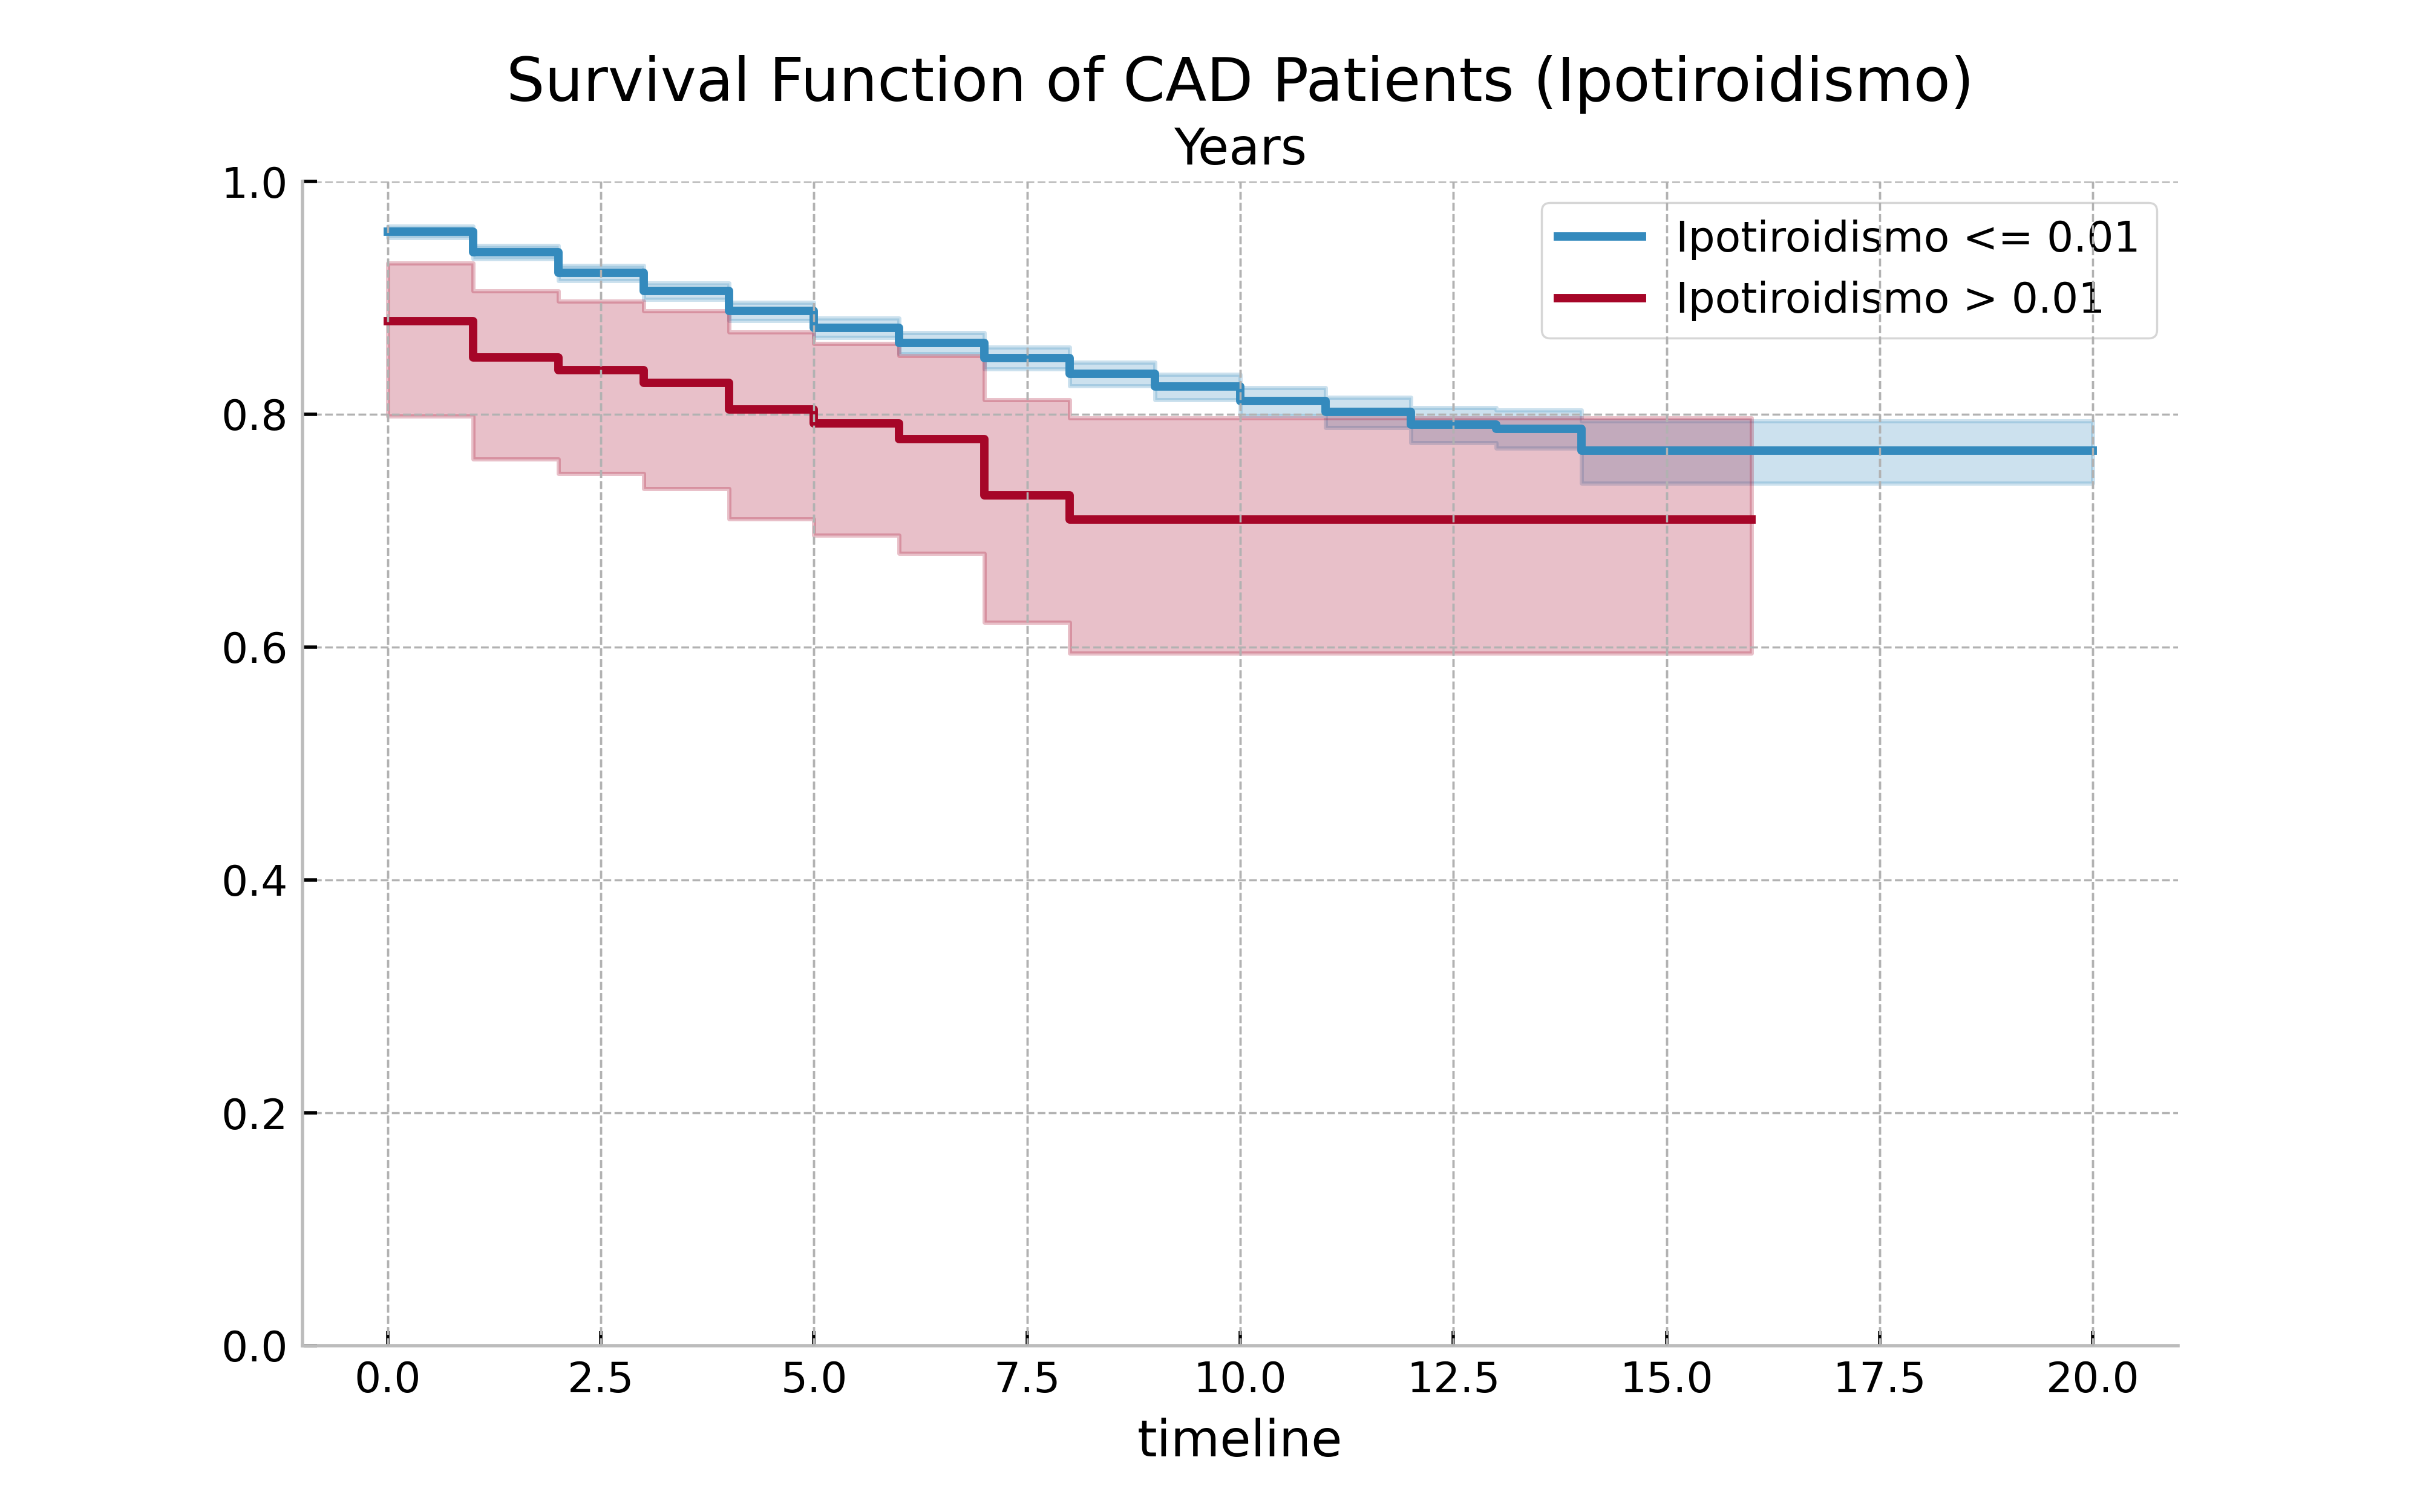 Survival Function of CAD Patients (Ipotiroidismo)
Years
Ipotiroidismo <= 0.01
Ipotiroidismo > 0.01
1.0
0.8
0.6
0.4
0.2
0.0
0.0 2.5 5.0 7.5 10.0 12.5 15.0 17.5 20.0
timeline